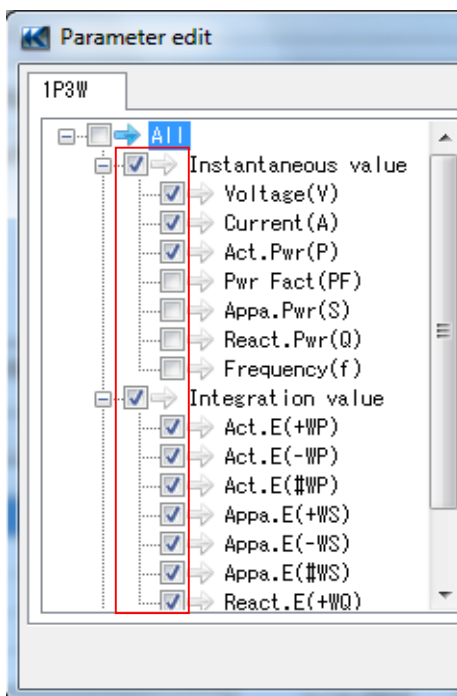 Parameter edit
1P3W
All
Instantaneous value
Voltage(V)
Current(A)
Act.Pwr(P)
Pwr Fact(PF)
Appa.Pwr(S)
React.Pwr(Q)
Frequency(f)
Integration value
Act.E(+WP)
Act.E(-WP)
Act.E(#WP)
Appa.E(+WS)
Appa.E(-WS)
Appa.E(#WS)
React.E(+WQ)